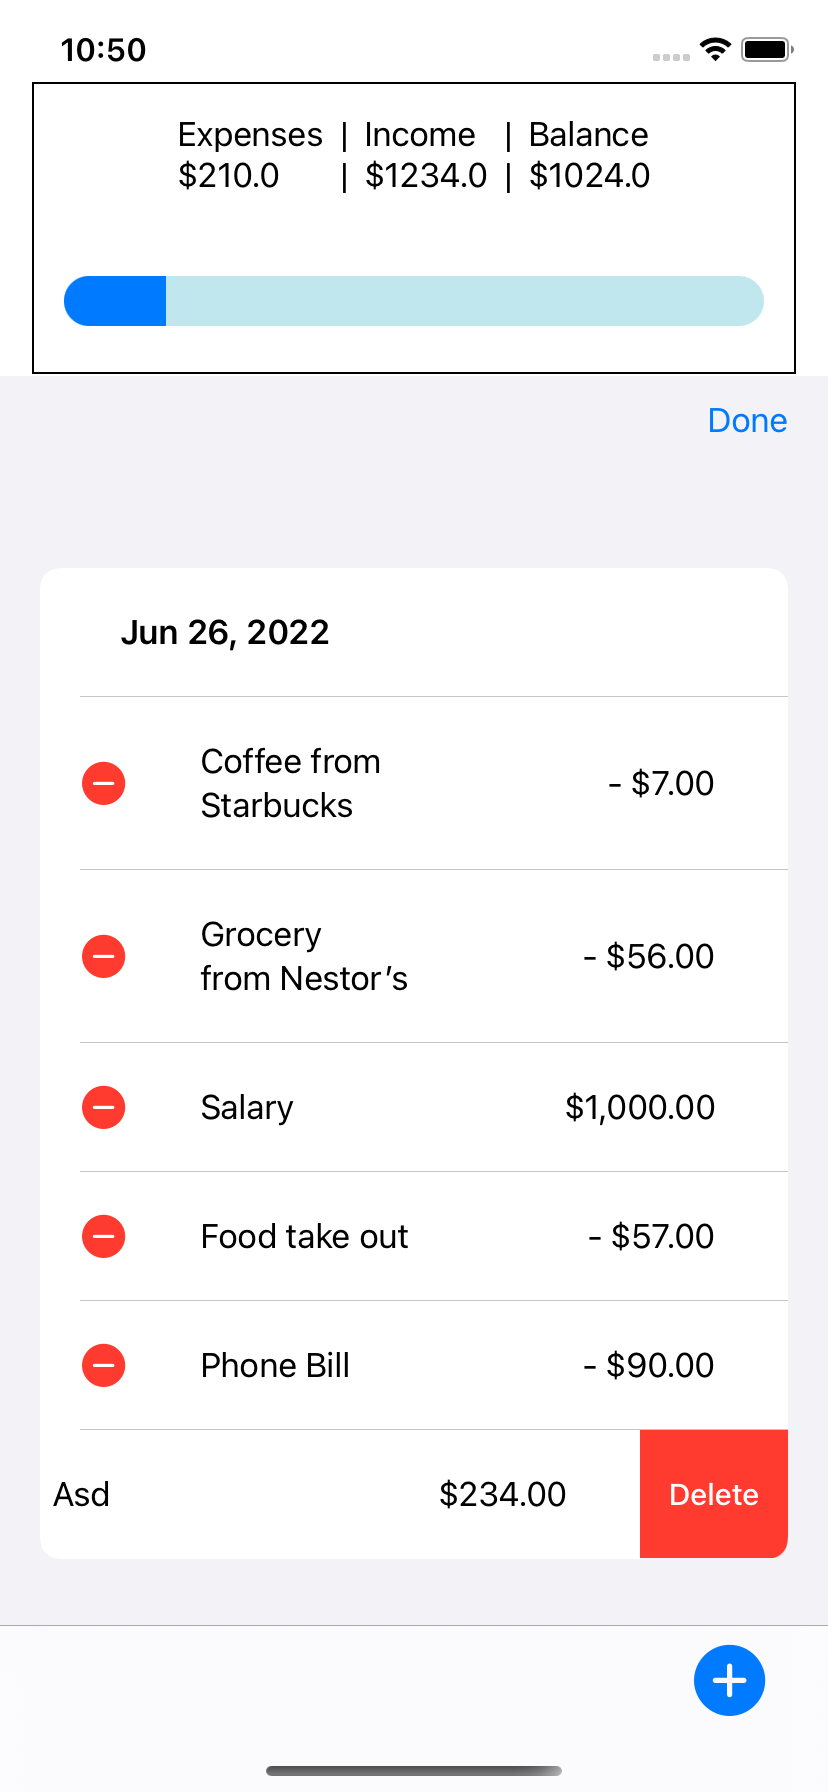 10:50
Expenses | Income | Balance
$210.0 | $1234.0 | $1024.0
Done
Jun 26, 2022
Coffee from
Starbucks
- $7.00
Grocery
from Nestor’s
- $56.00
Salary $1,000.00
Food take out - $57.00
Phone Bill - $90.00
Asd $234.00 Delete